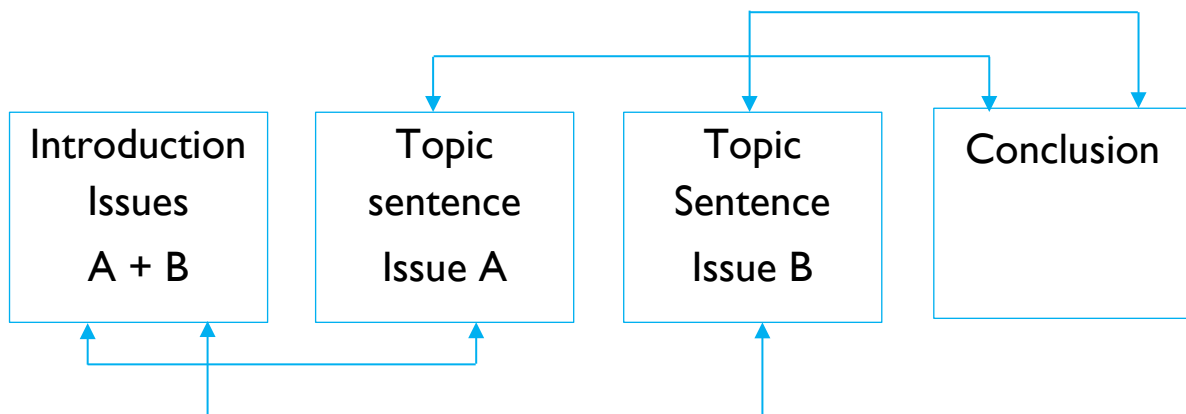 Introduction
Issues
A + B
Topic
sentence
Issue A
Topic
Sentence
Issue B
Conclusion